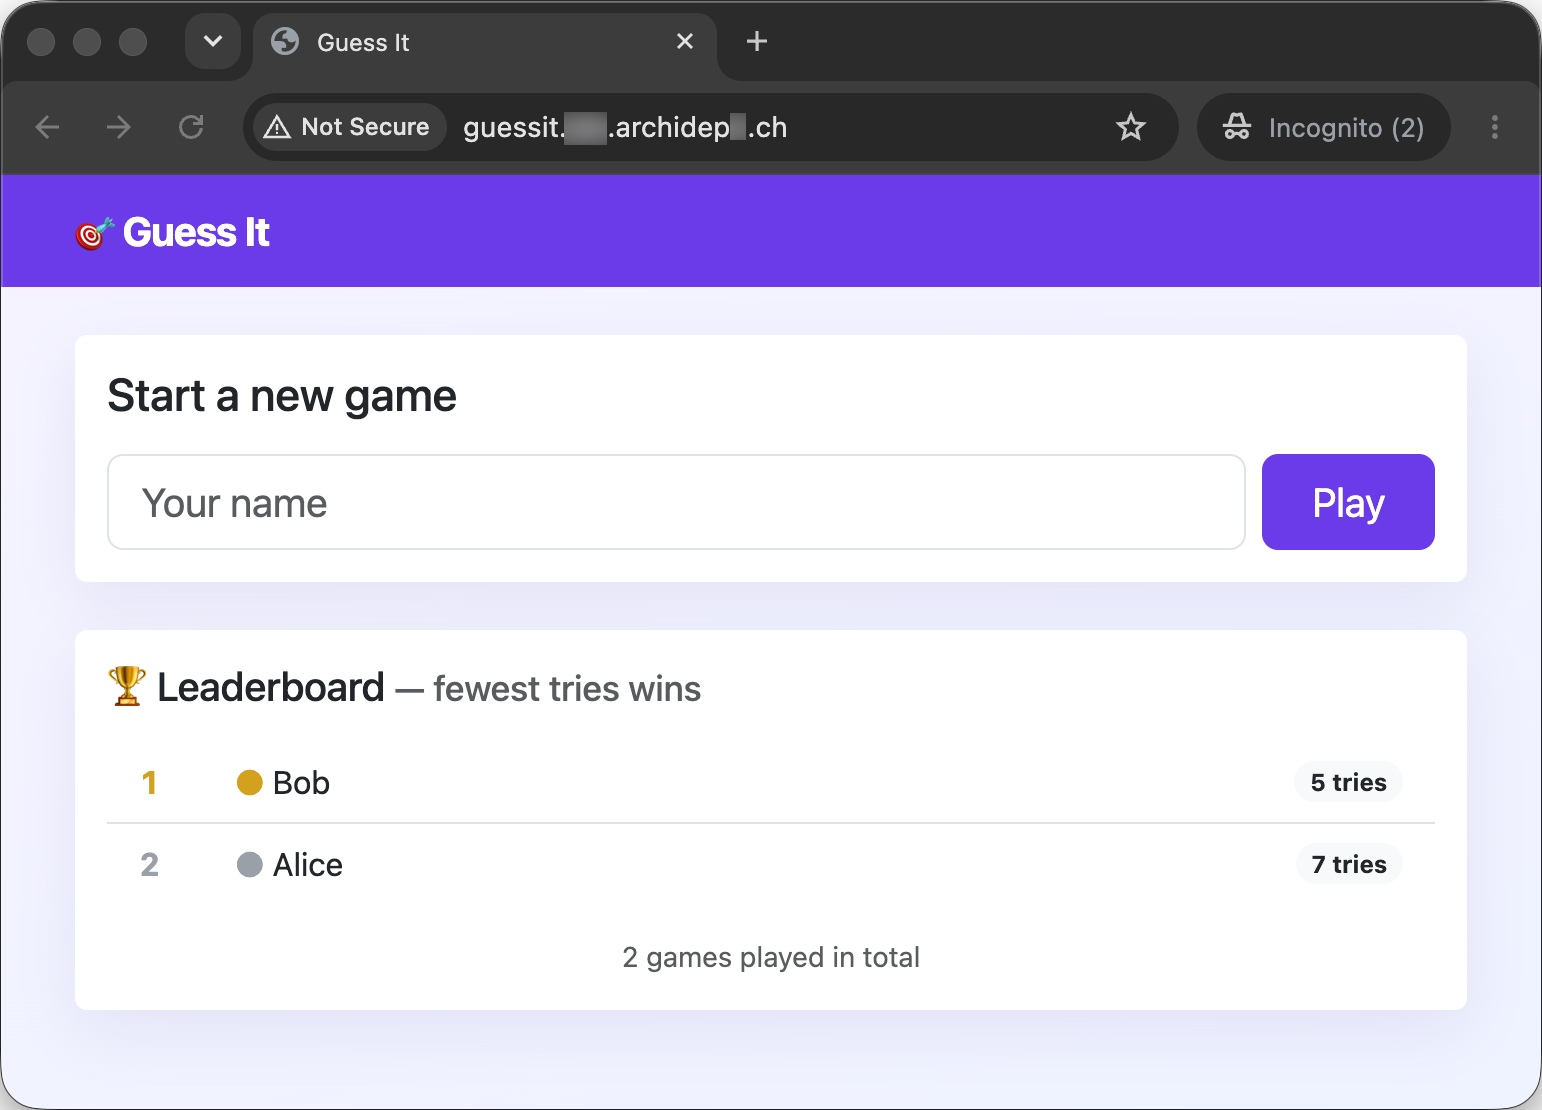 Guess It
Not Secure guessit. .archidep .ch Incognito (2)
Guess It
Start a new game
Your name Play
Leaderboard — fewest tries wins
1 Bob 5 tries
2 Alice 7 tries
2 games played in total